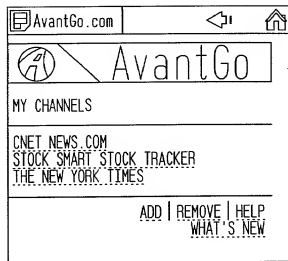 AvantGo.com
AvantGo
MY CHANNELS
CNET NEWS.COM
STOCK SMART STOCK TRACKER
THE NEW YORK TIMES
ADD | REMOVE | HELP
WHAT'S NEW